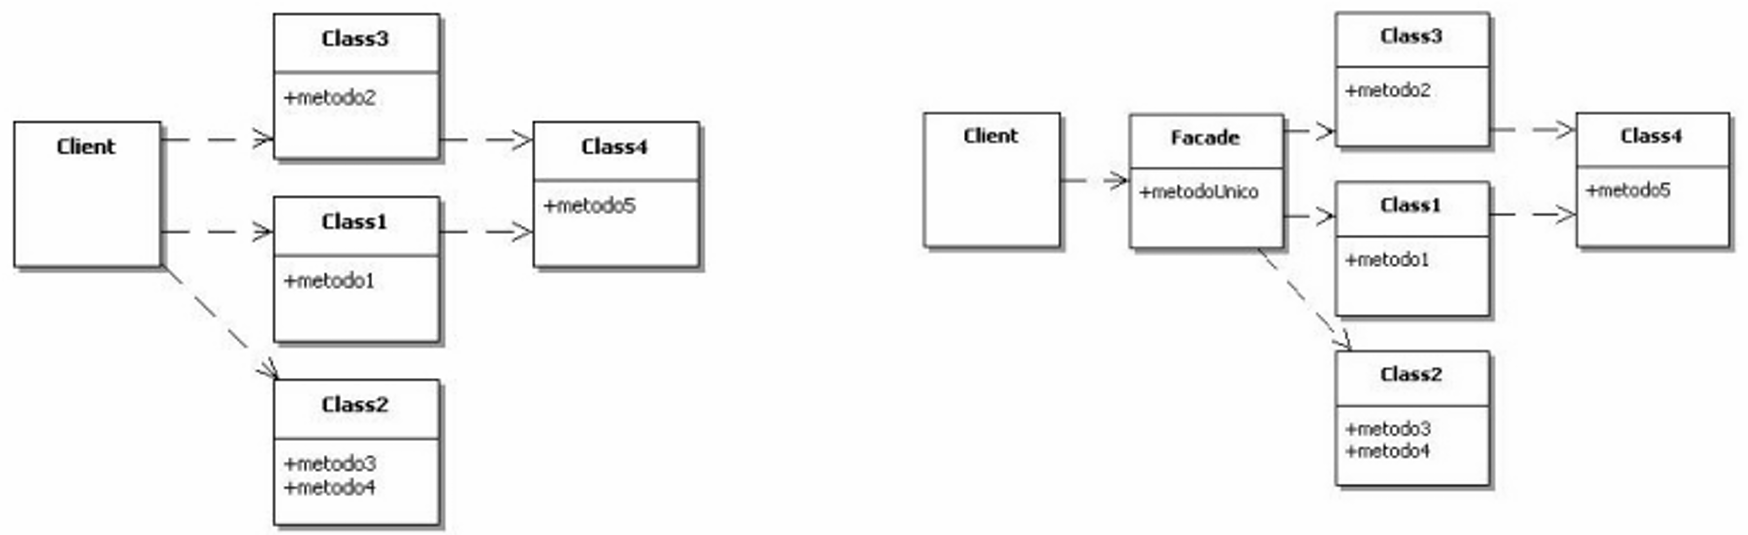 Class3
+metodo2
Client
Class4
+metodo5
Class1
+metodo1
Class2
+metodo3
+metodo4
Class3
+metodo2
Client
Facade
+metodoUnico
Class4
+metodo5
Class1
+metodo1
Class2
+metodo3
+metodo4